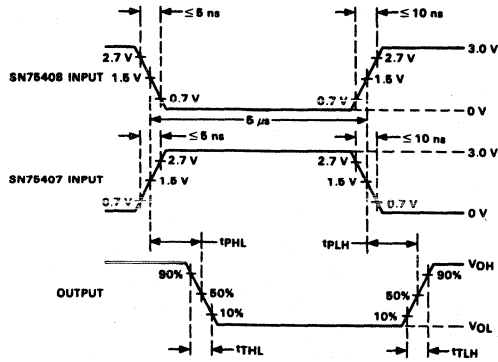 ≤5 ns ≤10 ns
2.7 V 3.0 V
2.7 V
SN75408 INPUT 1.5 V 1.5 V
0.7 V 0.7 V
0 V
5 μs
≤5 ns ≤10 ns
3.0 V
2.7 V 2.7 V
SN75407 INPUT 1.5 V 1.5 V
0.7 V 0.7 V
0 V
tPHL tPLH
VOH
90% 90%
OUTPUT 50% 50%
10% 10%
VOL
tTHL tTLH